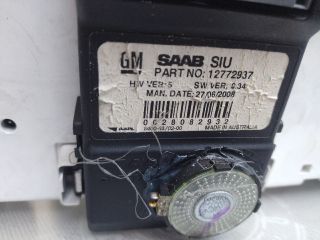 GM SAAB SIU
PART NO: 12772937
HW VER: 5 SW VER: 0.34
MAN. DATE: 27/06/2008
0028082932
MADE IN AUSTRALIA